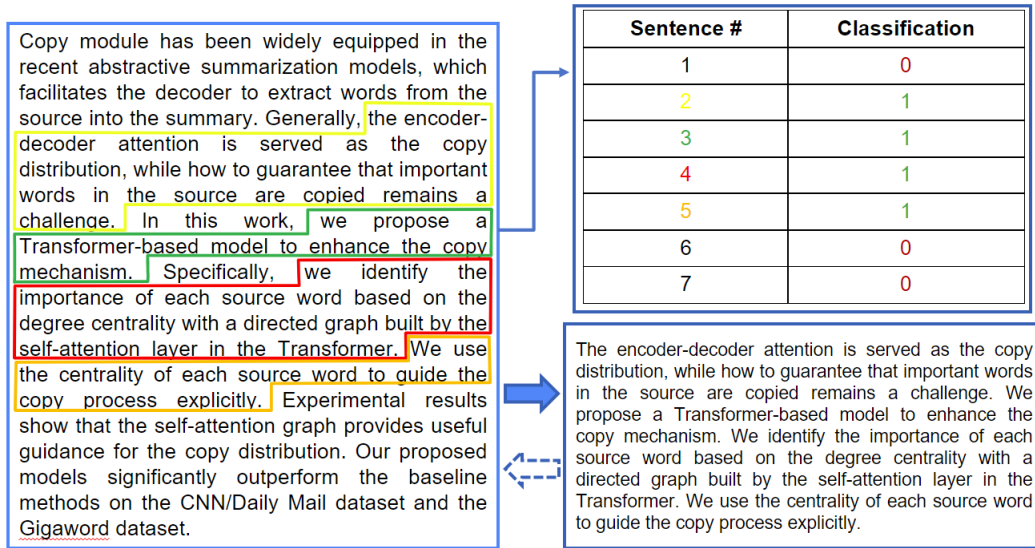 Copy module has been widely equipped in the
recent abstractive summarization models, which
facilitates the decoder to extract words from the
source into the summary. Generally, the encoder-
decoder attention is served as the copy
distribution, while how to guarantee that important
words in the source are copied remains a
challenge. In this work, we propose a
Transformer-based model to enhance the copy
mechanism. Specifically, we identify the
importance of each source word based on the
degree centrality with a directed graph built by the
self-attention layer in the Transformer. We use
the centrality of each source word to guide the
copy process explicitly. Experimental results
show that the self-attention graph provides useful
guidance for the copy distribution. Our proposed
models significantly outperform the baseline
methods on the CNN/Daily Mail dataset and the
Gigaword dataset.
Sentence # Classification
1 0
2 1
3 1
4 1
5 1
6 0
7 0
The encoder-decoder attention is served as the copy
distribution, while how to guarantee that important words
in the source are copied remains a challenge. We
propose a Transformer-based model to enhance the
copy mechanism. We identify the importance of each
source word based on the degree centrality with a
directed graph built by the self-attention layer in the
Transformer. We use the centrality of each source word
to guide the copy process explicitly.